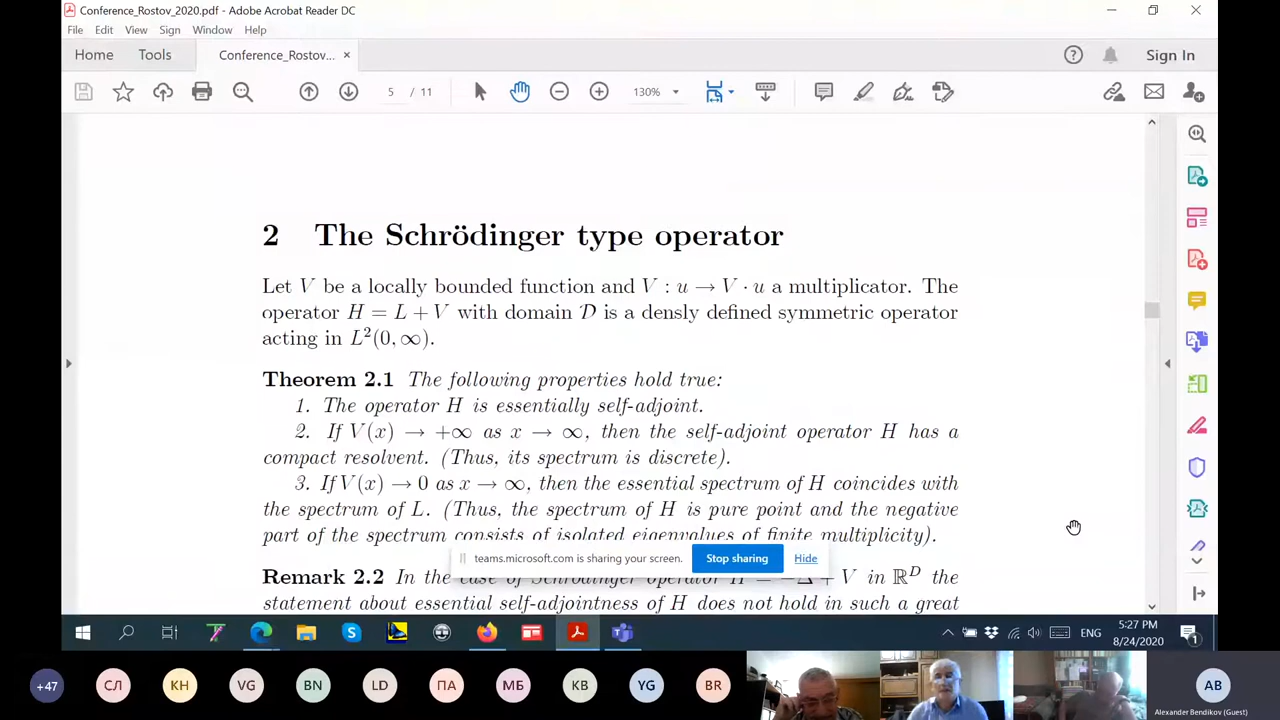 Conference_Rostov_2020.pdf - Adobe Acrobat Reader DC
File Edit View Sign Window Help
Home Tools Conference_Rostov... × Sign In
5 / 11 130%
2 The Schrödinger type operator
Let V be a locally bounded function and V : u → V · u a multiplicator. The
operator H = L + V with domain 𝒟 is a densly defined symmetric operator
acting in L²(0, ∞).
Theorem 2.1 The following properties hold true:
1. The operator H is essentially self-adjoint.
2. If V(x) → +∞ as x → ∞, then the self-adjoint operator H has a
compact resolvent. (Thus, its spectrum is discrete).
3. If V(x) → 0 as x → ∞, then the essential spectrum of H coincides with
the spectrum of L. (Thus, the spectrum of H is pure point and the negative
part of the spectrum consists of isolated eigenvalues of finite multiplicity).
teams.microsoft.com is sharing your screen. Stop sharing Hide
Remark 2.2 In the case of Schrödinger operator H = −Δ + V in ℝᴰ the
statement about essential self-adjointness of H does not hold in such a great
ENG 5:27 PM
8/24/2020
+47 СЛ КН VG BN LD ПА МБ КВ YG BR AB
Alexander Bendikov (Guest)